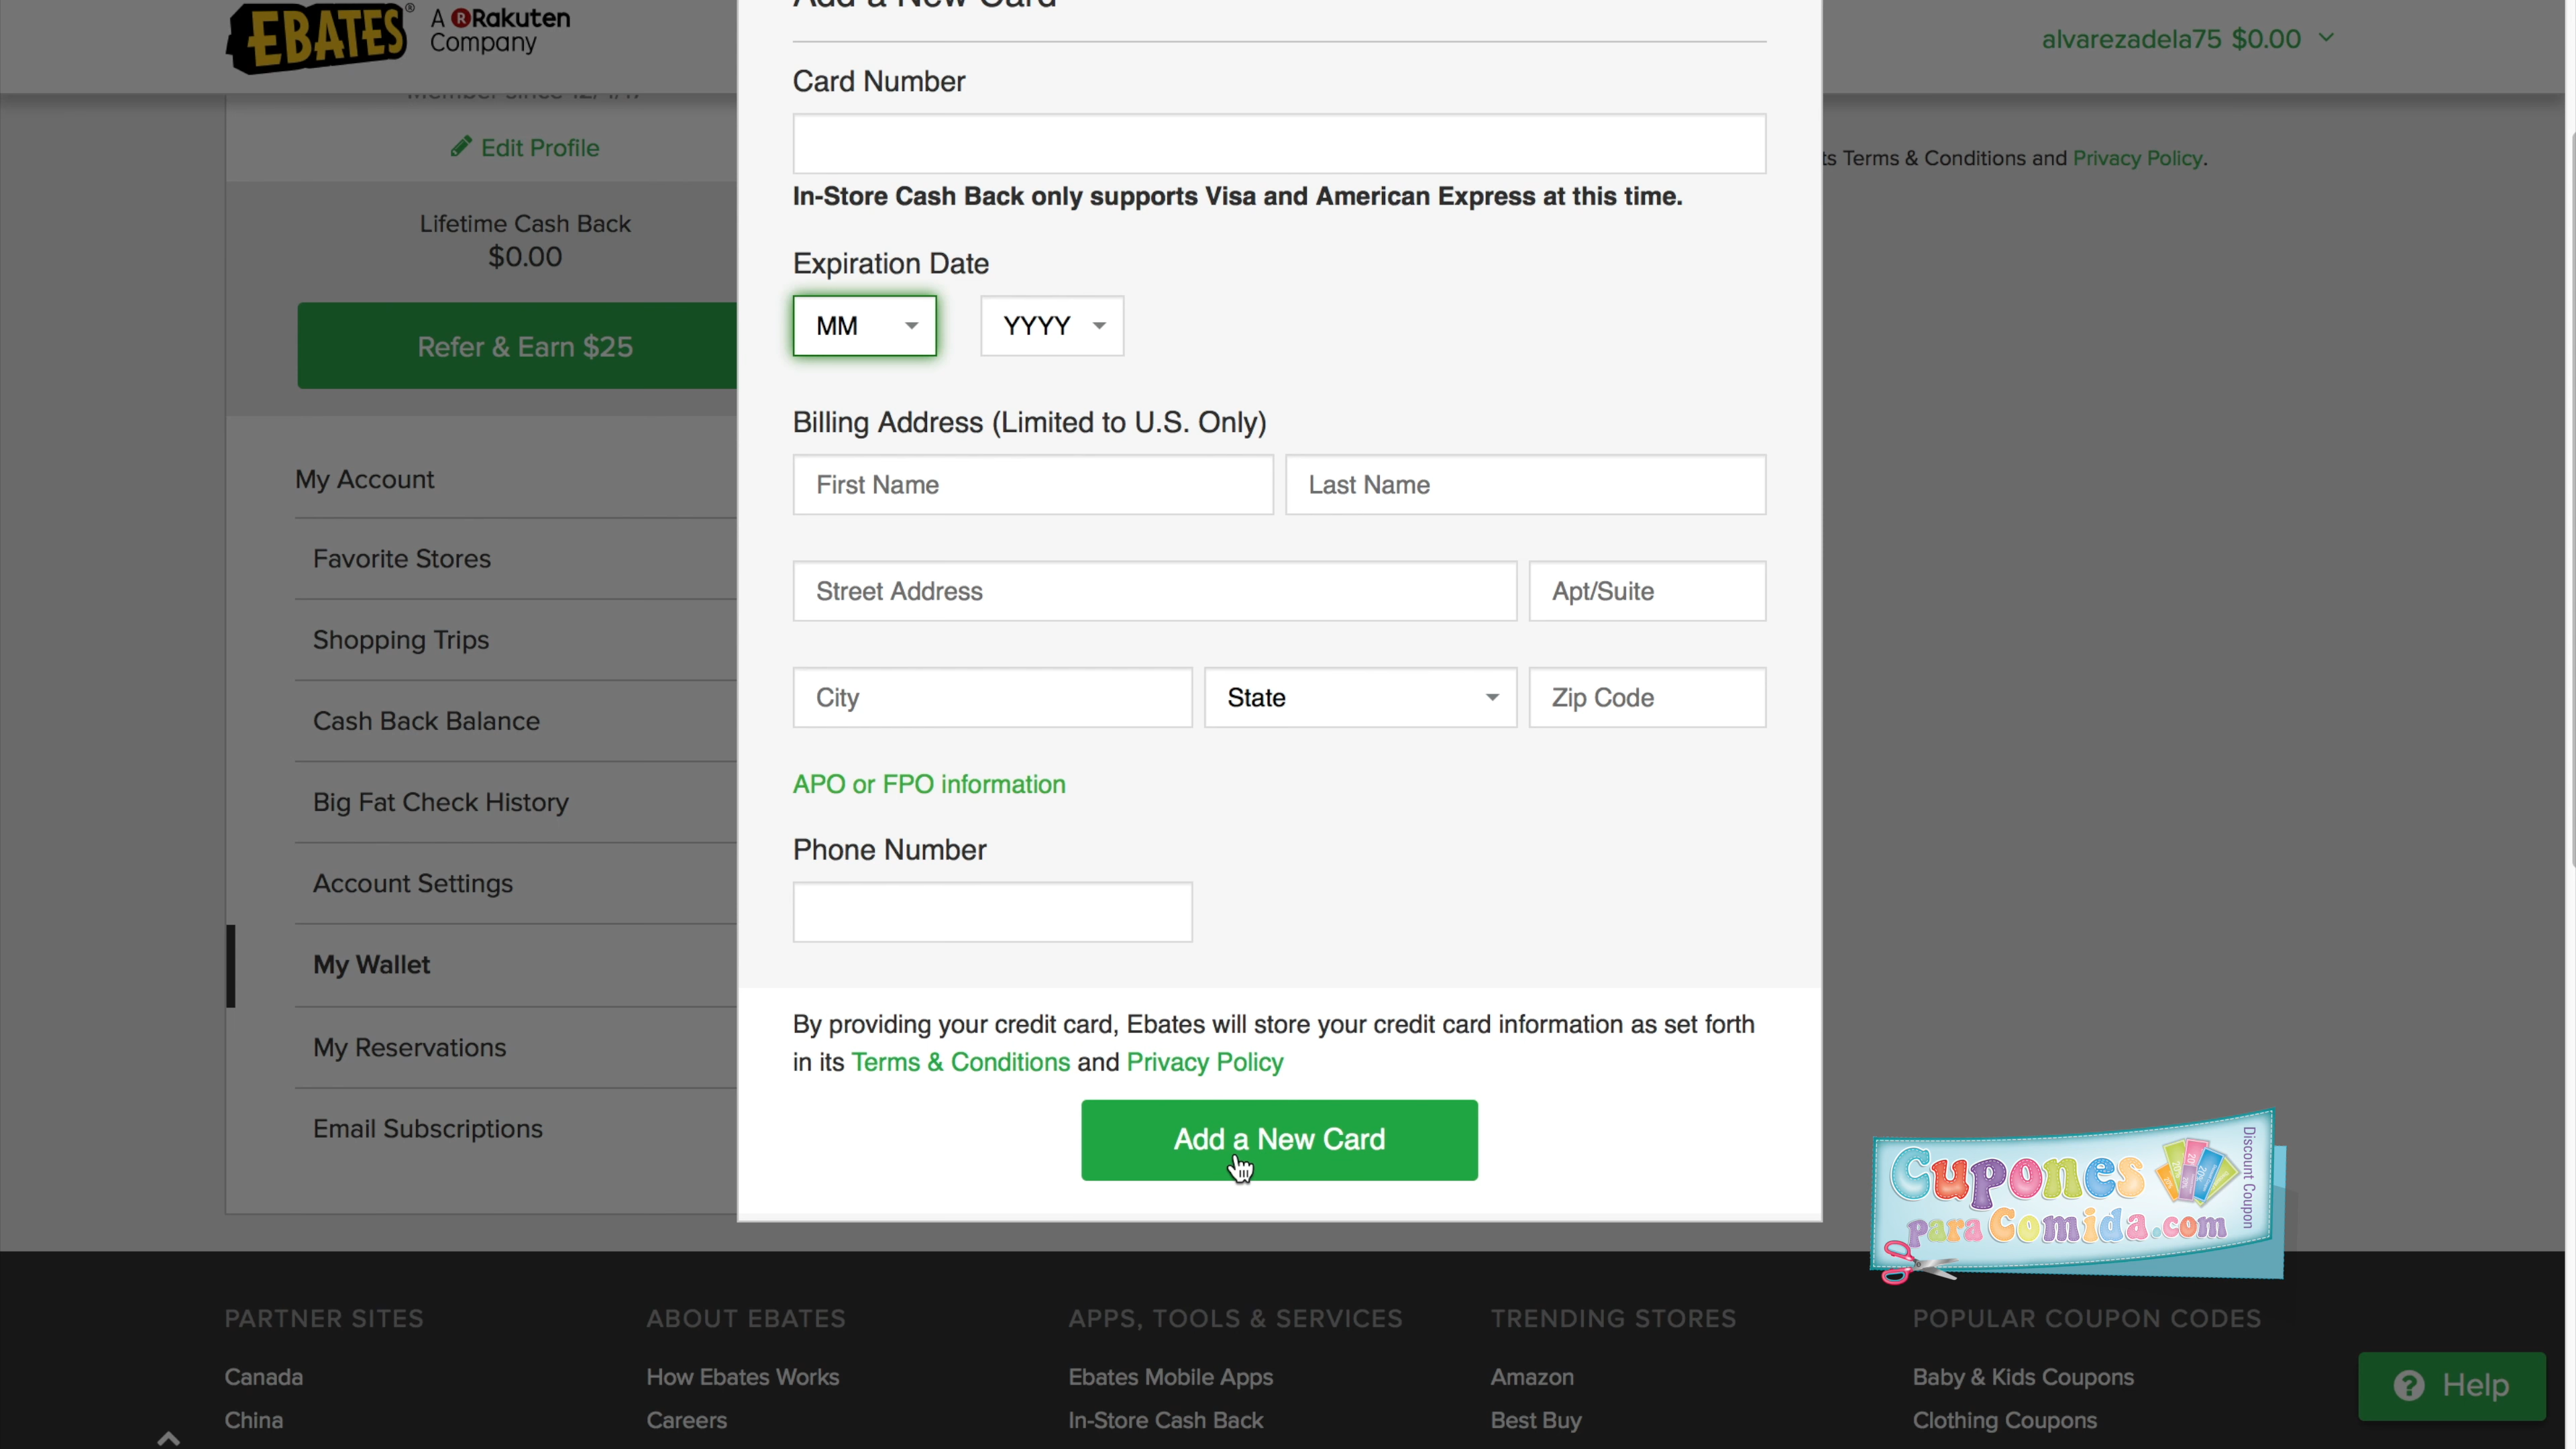 EBATES® A Rakuten
Company
Add a New Card
alvarezadela75 $0.00
Card Number
Edit Profile
ts Terms & Conditions and Privacy Policy.
In-Store Cash Back only supports Visa and American Express at this time.
Lifetime Cash Back
$0.00
Expiration Date
MM YYYY
Refer & Earn $25
Billing Address (Limited to U.S. Only)
My Account
First Name Last Name
Favorite Stores
Street Address Apt/Suite
Shopping Trips
City State Zip Code
Cash Back Balance
APO or FPO information
Big Fat Check History
Phone Number
Account Settings
My Wallet
By providing your credit card, Ebates will store your credit card information as set forth
in its Terms & Conditions and Privacy Policy
My Reservations
Email Subscriptions
Add a New Card
Cupones
para Comida.com
Discount Coupon
PARTNER SITES ABOUT EBATES APPS, TOOLS & SERVICES TRENDING STORES POPULAR COUPON CODES
Canada How Ebates Works Ebates Mobile Apps Amazon Baby & Kids Coupons
China Careers In-Store Cash Back Best Buy Clothing Coupons
? Help